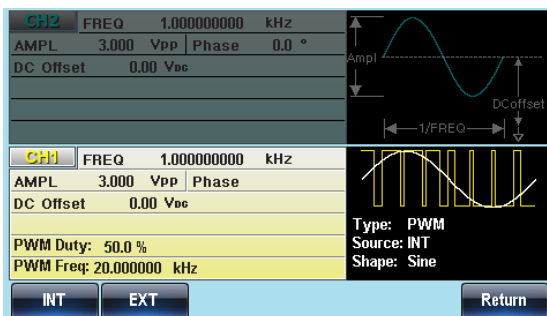 CH2 FREQ 1.000000000 kHz
AMPL 3.000 Vpp Phase 0.0 °
DC Offset 0.00 VDC
Ampl
DCoffset
1/FREQ
CH1 FREQ 1.000000000 kHz
AMPL 3.000 Vpp Phase
DC Offset 0.00 VDC
PWM Duty: 50.0 %
PWM Freq: 20.000000 kHz
Type: PWM
Source: INT
Shape: Sine
INT EXT Return